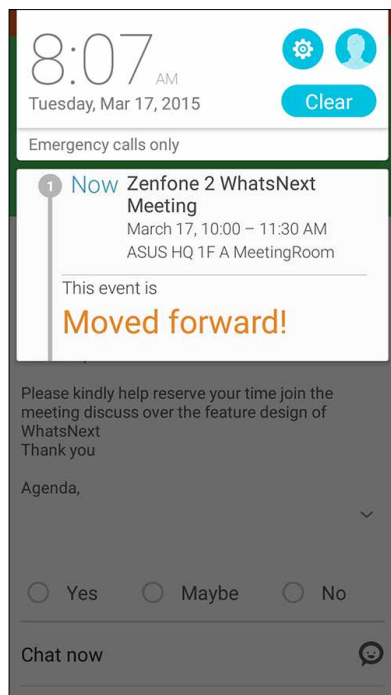 8:07 AM
Tuesday, Mar 17, 2015
Clear
Emergency calls only
1 Now Zenfone 2 WhatsNext
Meeting
March 17, 10:00 – 11:30 AM
ASUS HQ 1F A MeetingRoom
This event is
Moved forward!
Please kindly help reserve your time join the
meeting discuss over the feature design of
WhatsNext
Thank you
Agenda,
Yes Maybe No
Chat now